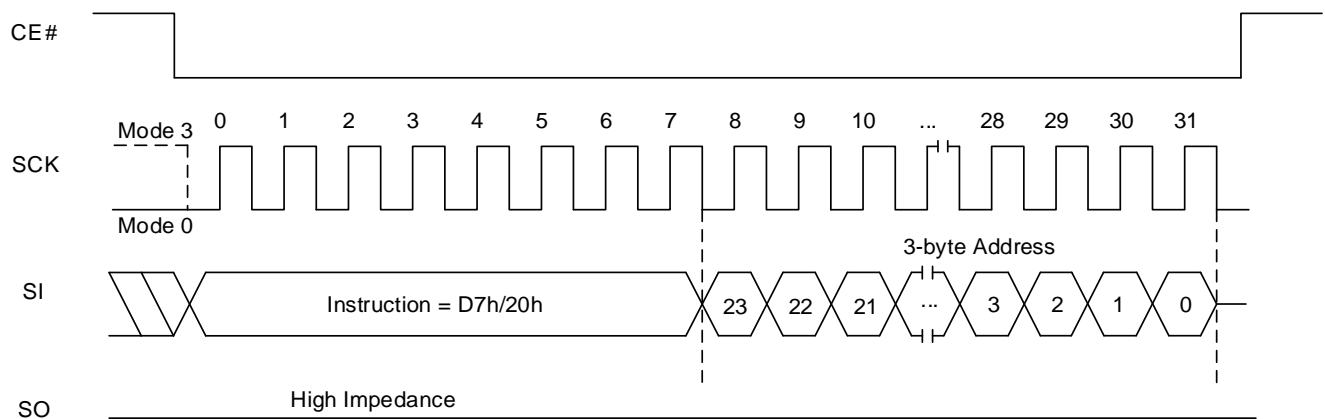 CE#
Mode 3
0 1 2 3 4 5 6 7 8 9 10 ... 28 29 30 31
SCK
Mode 0
3-byte Address
SI
Instruction = D7h/20h
23 22 21 ... 3 2 1 0
High Impedance
SO